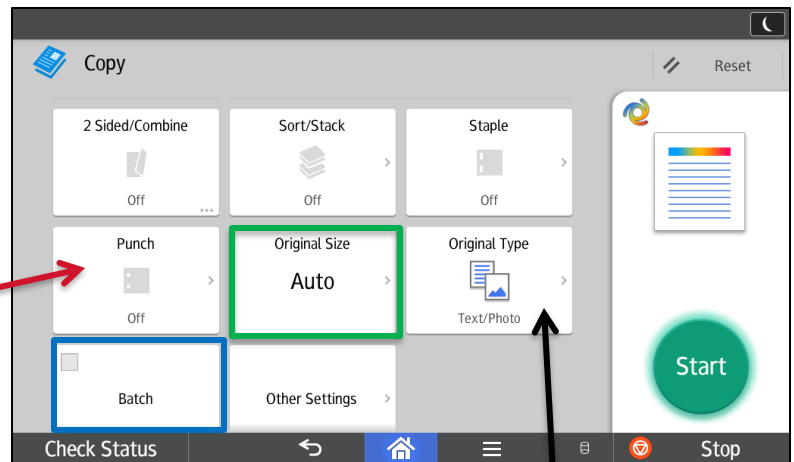 Copy
Reset
2 Sided/Combine
Sort/Stack
Staple
Off
Off
Off
Punch
Original Size
Original Type
Auto
Off
Text/Photo
Batch
Other Settings
Start
Check Status
Stop